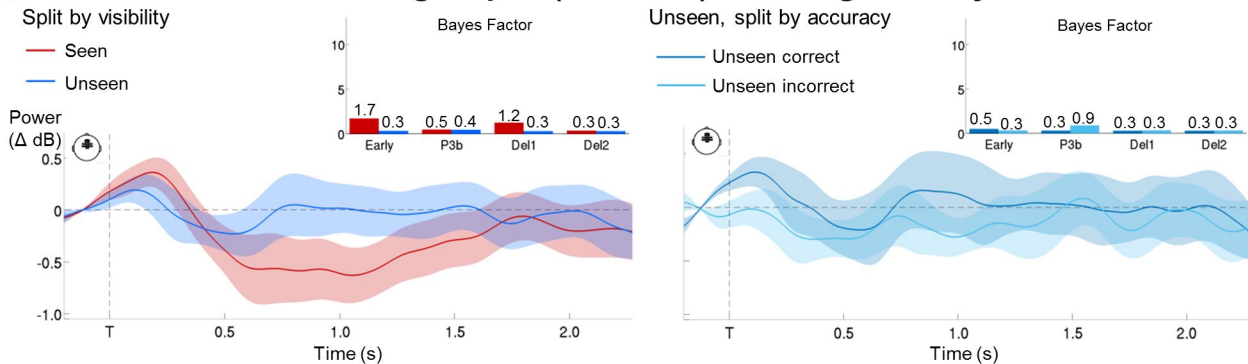 Split by visibility
Seen
Unseen
Bayes Factor
10
5
0
1.7 0.3 0.5 0.4 1.2 0.3 0.3 0.3
Early P3b Del1 Del2
Power
(Δ dB)
0.5
0
-0.5
-1.0
T 0.5 1.0 1.5 2.0
Time (s)
Unseen, split by accuracy
Unseen correct
Unseen incorrect
Bayes Factor
10
5
0
0.5 0.3 0.3 0.9 0.3 0.3 0.3 0.3
Early P3b Del1 Del2
T 0.5 1.0 1.5 2.0
Time (s)